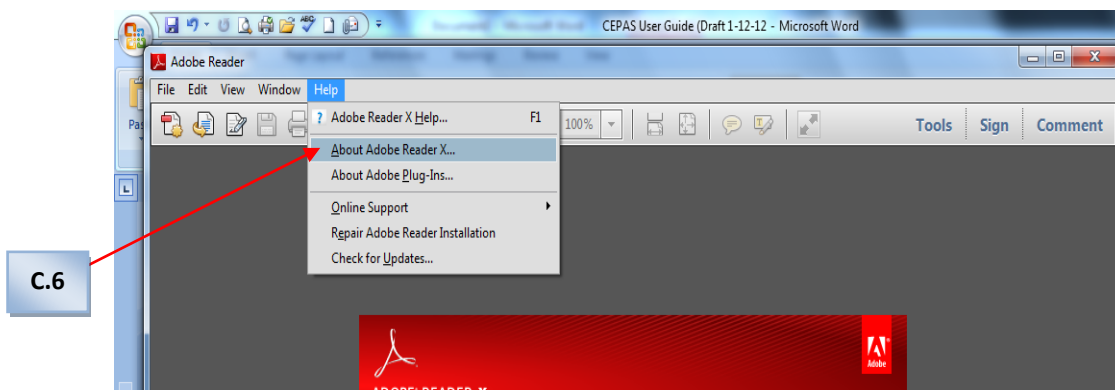 CEPAS User Guide (Draft 1-12-12 - Microsoft Word
Adobe Reader
File Edit View Window Help
Adobe Reader X Help... F1
100%
Tools Sign Comment
About Adobe Reader X...
About Adobe Plug-Ins...
Online Support
Repair Adobe Reader Installation
Check for Updates...
C.6
Adobe
ADOBE® READER® X